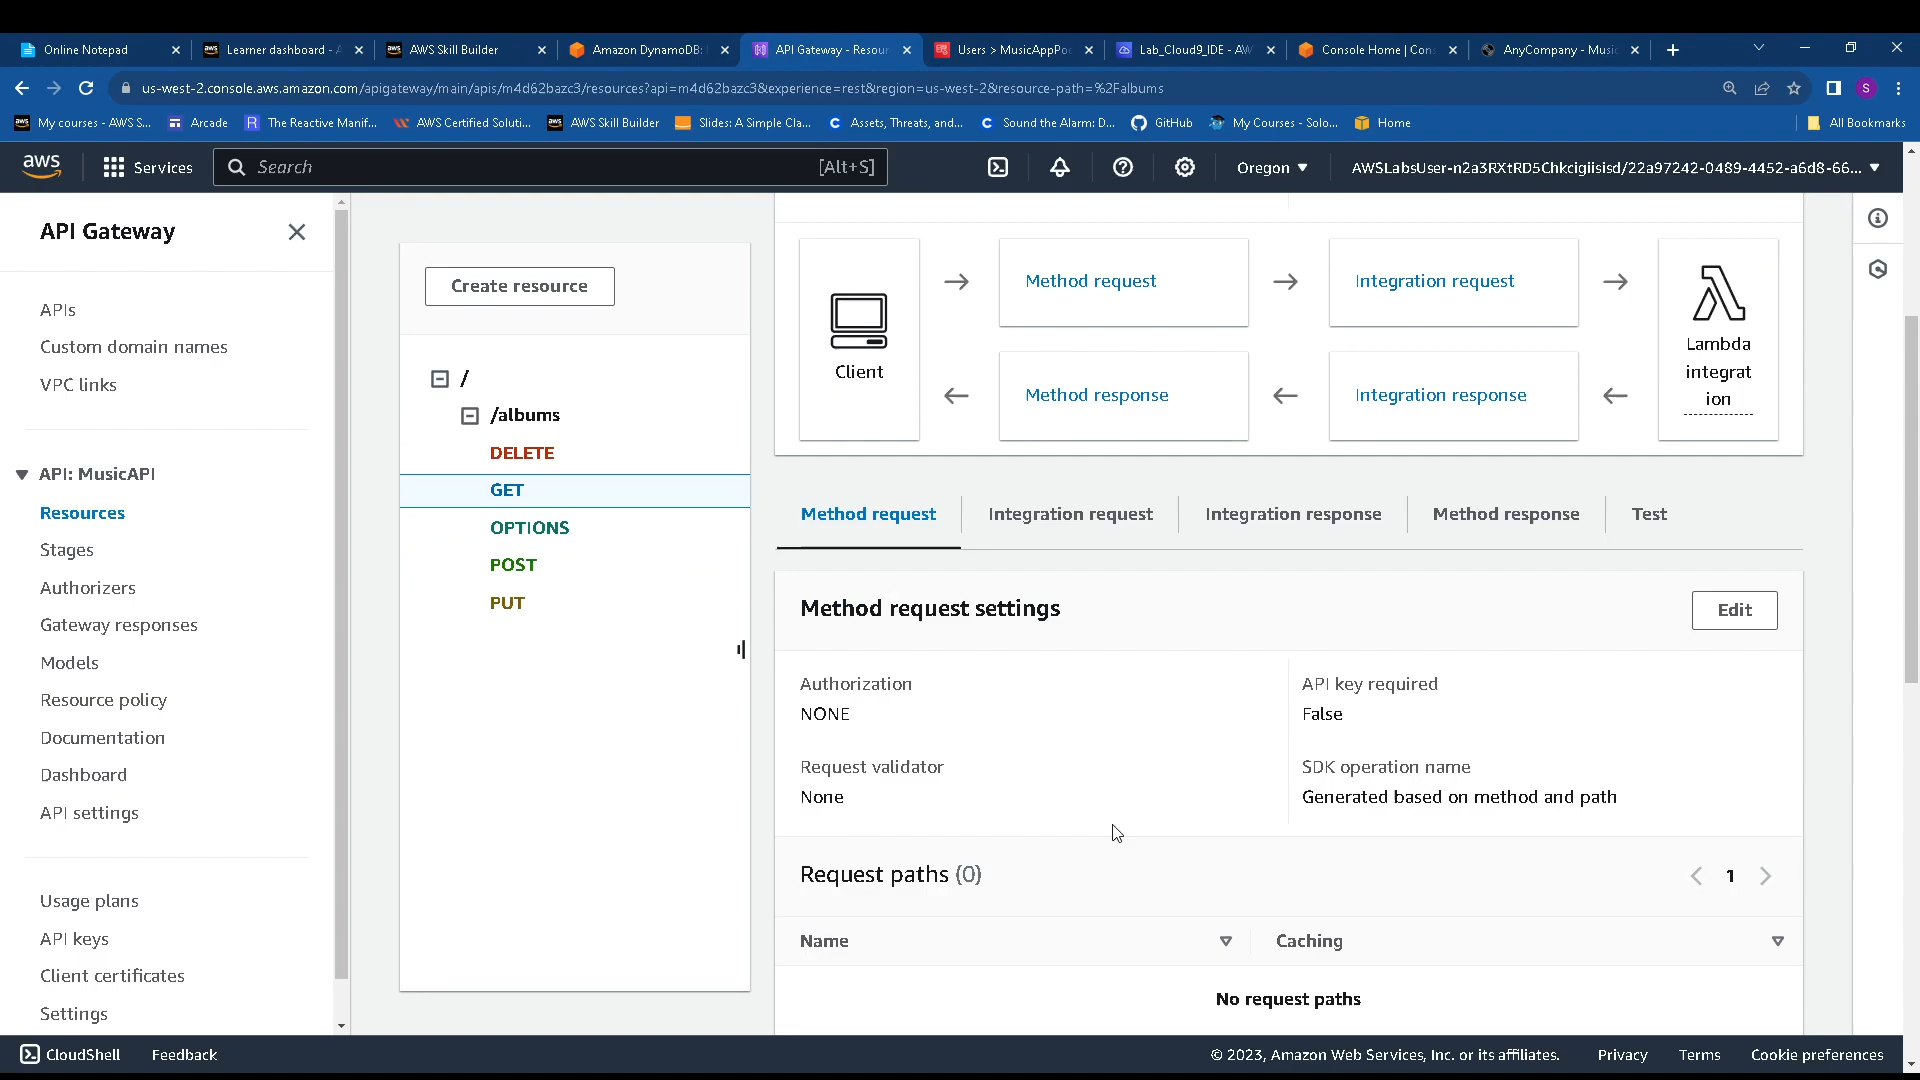 Online Notepad
Learner dashboard - A
AWS Skill Builder
Amazon DynamoDB:
API Gateway - Resour
Users > MusicAppPo
Lab_Cloud9_IDE - AW
Console Home | Con
AnyCompany - Music
us-west-2.console.aws.amazon.com/apigateway/main/apis/m4d62bazc3/resources?api=m4d62bazc3&experience=rest&region=us-west-2&resource-path=%2Falbums
S
My courses - AWS S...
Arcade
The Reactive Manif...
AWS Certified Soluti...
AWS Skill Builder
Slides: A Simple Cla...
Assets, Threats, and...
Sound the Alarm: D...
GitHub
My Courses - Solo...
Home
All Bookmarks
aws
Services
Search
[Alt+S]
Oregon
AWSLabsUser-n2a3RXtRD5Chkcigiisisd/22a97242-0489-4452-a6d8-66...
API Gateway
APIs
Custom domain names
VPC links
API: MusicAPI
Resources
Stages
Authorizers
Gateway responses
Models
Resource policy
Documentation
Dashboard
API settings
Usage plans
API keys
Client certificates
Settings
Create resource
/
/albums
DELETE
GET
OPTIONS
POST
PUT
Client
Method request
Integration request
Method response
Integration response
Lambda
integrat
ion
Method request
Integration request
Integration response
Method response
Test
Method request settings
Edit
Authorization
NONE
API key required
False
Request validator
None
SDK operation name
Generated based on method and path
Request paths (0)
1
Name
Caching
No request paths
CloudShell
Feedback
© 2023, Amazon Web Services, Inc. or its affiliates.
Privacy
Terms
Cookie preferences